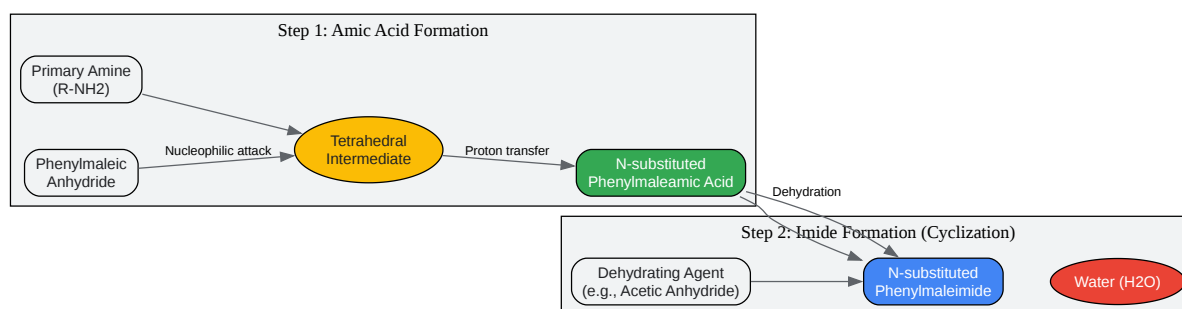 Step 1: Amic Acid Formation
Primary Amine
(R-NH2)
Nucleophilic attack
Phenylmaleic
Anhydride
Tetrahedral
Intermediate
Proton transfer
N-substituted
Phenylmaleamic Acid
Dehydration
Step 2: Imide Formation (Cyclization)
Dehydrating Agent
(e.g., Acetic Anhydride)
N-substituted
Phenylmaleimide
Water (H2O)